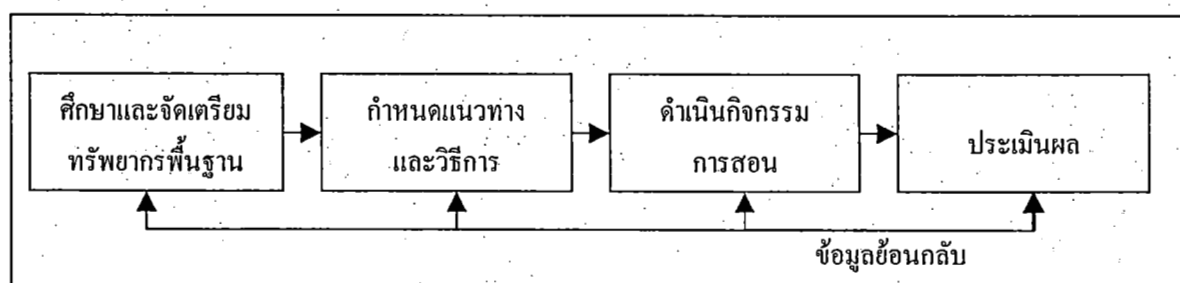 ศึกษาและจัดเตรียม
ทรัพยากรพื้นฐาน
กำหนดแนวทาง
และวิธีการ
ดำเนินกิจกรรม
การสอน
ประเมินผล
ข้อมูลย้อนกลับ